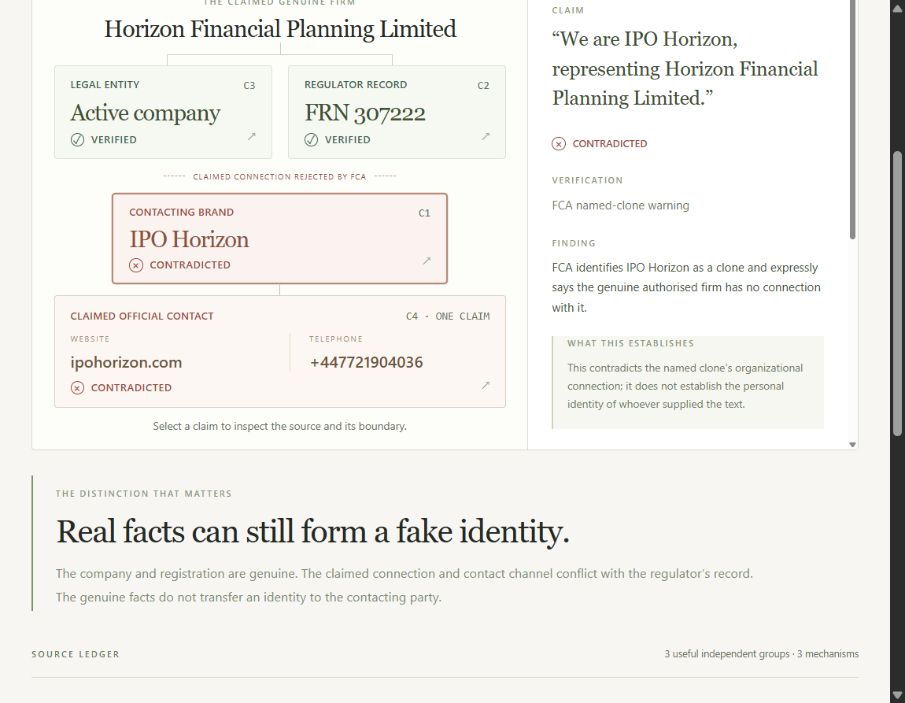 THE CLAIMED GENUINE FIRM
Horizon Financial Planning Limited
LEGAL ENTITY C3
Active company
VERIFIED ↗
REGULATOR RECORD C2
FRN 307222
VERIFIED ↗
CLAIMED CONNECTION REJECTED BY FCA
CONTACTING BRAND C1
IPO Horizon
CONTRADICTED ↗
CLAIMED OFFICIAL CONTACT C4 · ONE CLAIM
WEBSITE
ipohorizon.com
TELEPHONE
+447721904036
CONTRADICTED ↗
Select a claim to inspect the source and its boundary.
CLAIM
“We are IPO Horizon,
representing Horizon Financial
Planning Limited.”
CONTRADICTED
VERIFICATION
FCA named-clone warning
FINDING
FCA identifies IPO Horizon as a clone and expressly
says the genuine authorised firm has no connection
with it.
WHAT THIS ESTABLISHES
This contradicts the named clone's organizational
connection; it does not establish the personal
identity of whoever supplied the text.
THE DISTINCTION THAT MATTERS
Real facts can still form a fake identity.
The company and registration are genuine. The claimed connection and contact channel conflict with the regulator's record.
The genuine facts do not transfer an identity to the contacting party.
SOURCE LEDGER 3 useful independent groups · 3 mechanisms